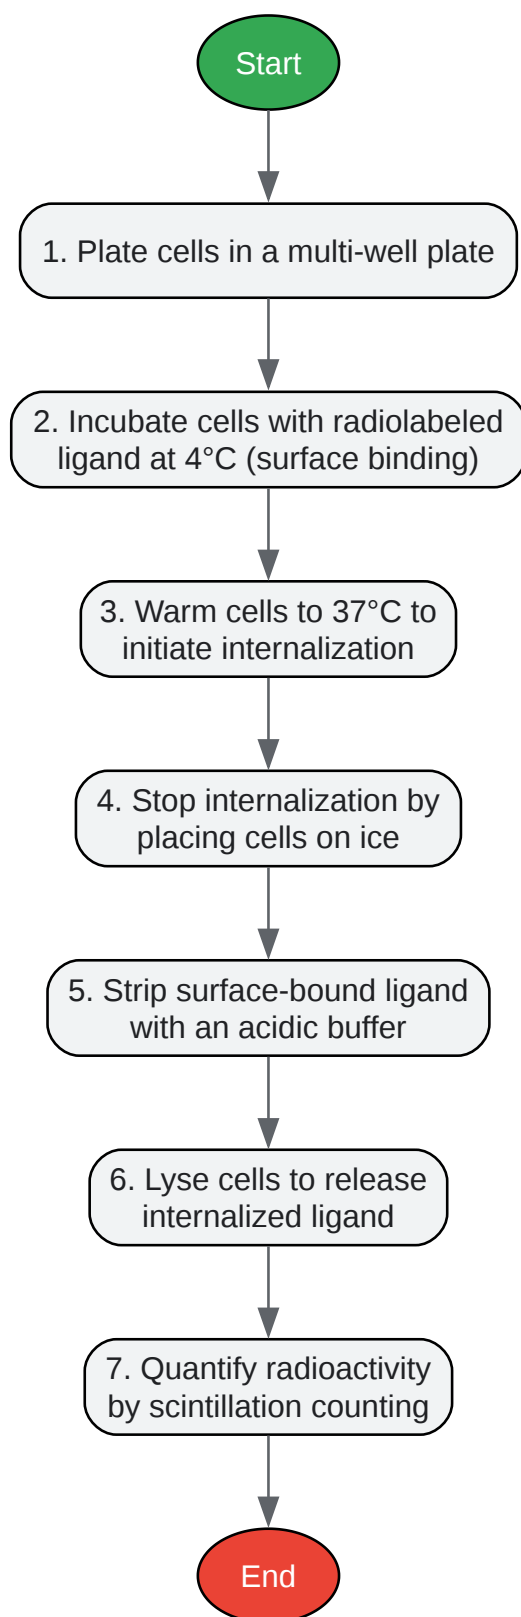 Start
1. Plate cells in a multi-well plate
2. Incubate cells with radiolabeled
ligand at 4°C (surface binding)
3. Warm cells to 37°C to
initiate internalization
4. Stop internalization by
placing cells on ice
5. Strip surface-bound ligand
with an acidic buffer
6. Lyse cells to release
internalized ligand
7. Quantify radioactivity
by scintillation counting
End